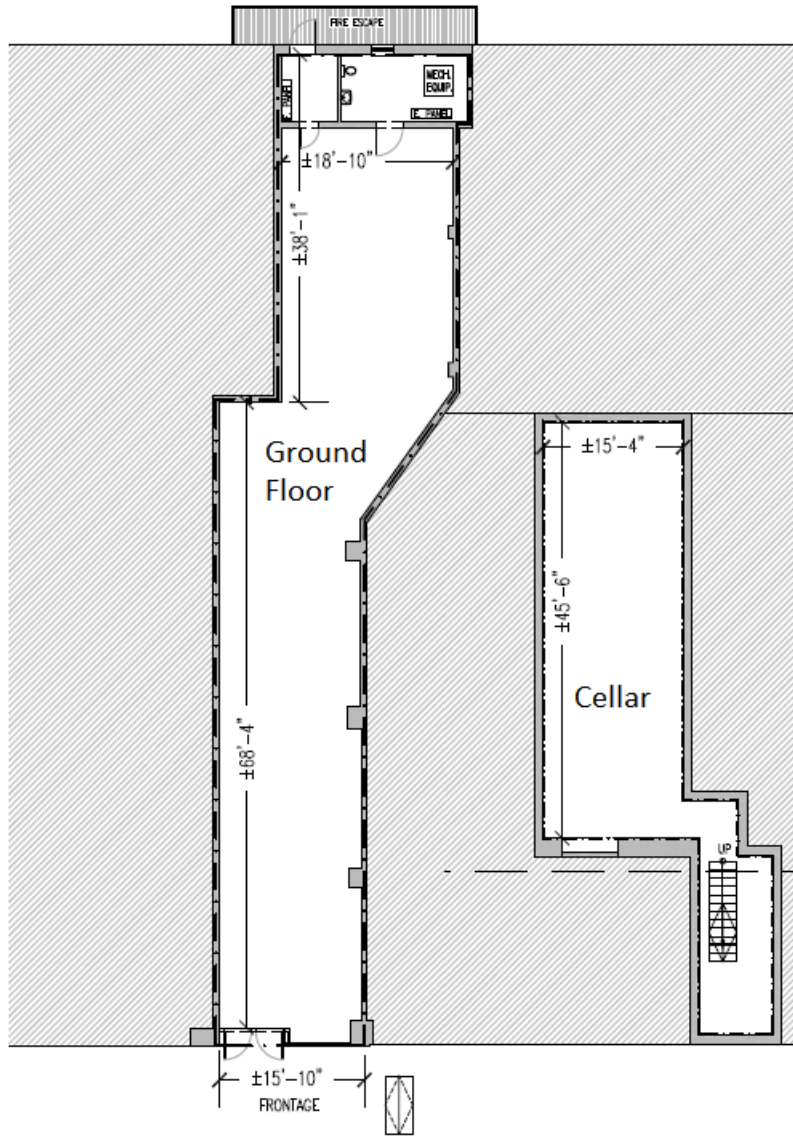 FIRE ESCAPE
MECH.
EQUIP.
E. PANEL
E. PANEL
±18'-10"
±38'-1"
Ground
Floor
±15'-4"
±45'-6"
Cellar
±68'-4"
UP
±15'-10"
FRONTAGE